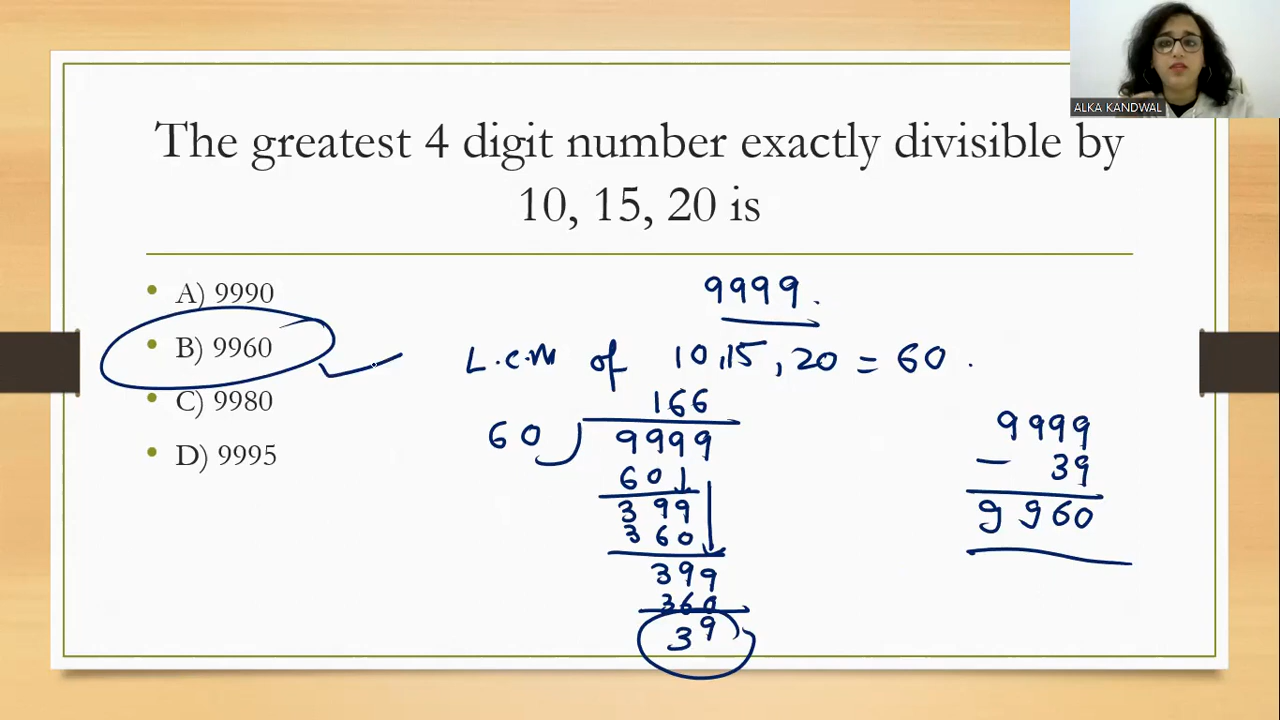 ALKA KANDWAL
The greatest 4 digit number exactly divisible by
10, 15, 20 is
• A) 9990
• B) 9960
• C) 9980
• D) 9995
9999.
L.C.M of 10,15, 20 = 60.
166
60) 9999
60
399
360
399
360
39
9999
- 39
9960